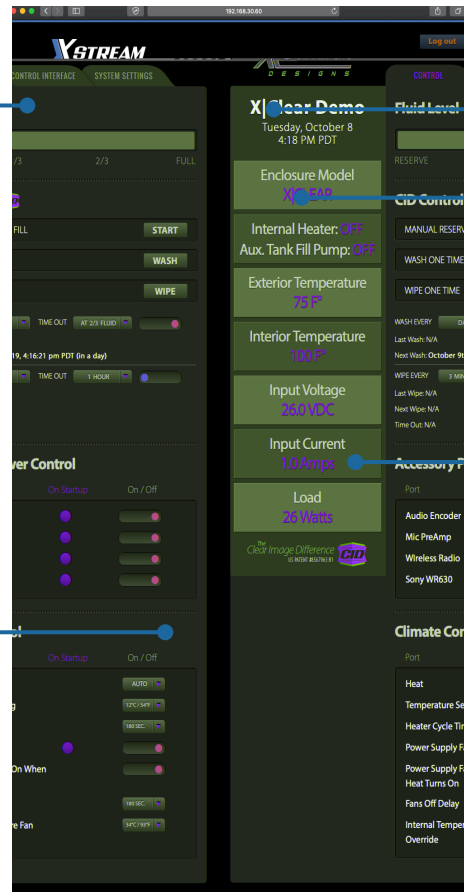 192.168.30.60
XSTREAM
DESIGNS
Log out
CONTROL INTERFACE
SYSTEM SETTINGS
CONTROL
/3
2/3
FULL
FILL
START
WASH
WIPE
TIME OUT
AT 2/3 FLUID
19, 4:16:21 pm PDT (in a day)
TIME OUT
1 HOUR
ver Control
On Startup
On / Off
ol
On Startup
On / Off
AUTO
g
12°C / 54°F
180 SEC.
On When
180 SEC.
re Fan
34°C / 93°F
X|Clear Demo
Tuesday, October 8
4:18 PM PDT
Enclosure Model
X|CLEAR
Internal Heater: OFF
Aux. Tank Fill Pump: OFF
Exterior Temperature
75 F°
Interior Temperature
100 F°
Input Voltage
26.0 VDC
Input Current
1.0 Amps
Load
26 Watts
The
Clear Image Difference
CID
US PATENT #8567963 B1
Fluid Level
RESERVE
CID Control
MANUAL RESERV
WASH ONE TIME
WIPE ONE TIME
WASH EVERY
DA
Last Wash: N/A
Next Wash: October 9th
WIPE EVERY
3 MIN
Last Wipe: N/A
Next Wipe: N/A
Time Out: N/A
Accessory P
Port
Audio Encoder
Mic PreAmp
Wireless Radio
Sony WR630
Climate Con
Port
Heat
Temperature Se
Heater Cycle Tim
Power Supply Fa
Power Supply Fa
Heat Turns On
Fans Off Delay
Internal Temper
Override